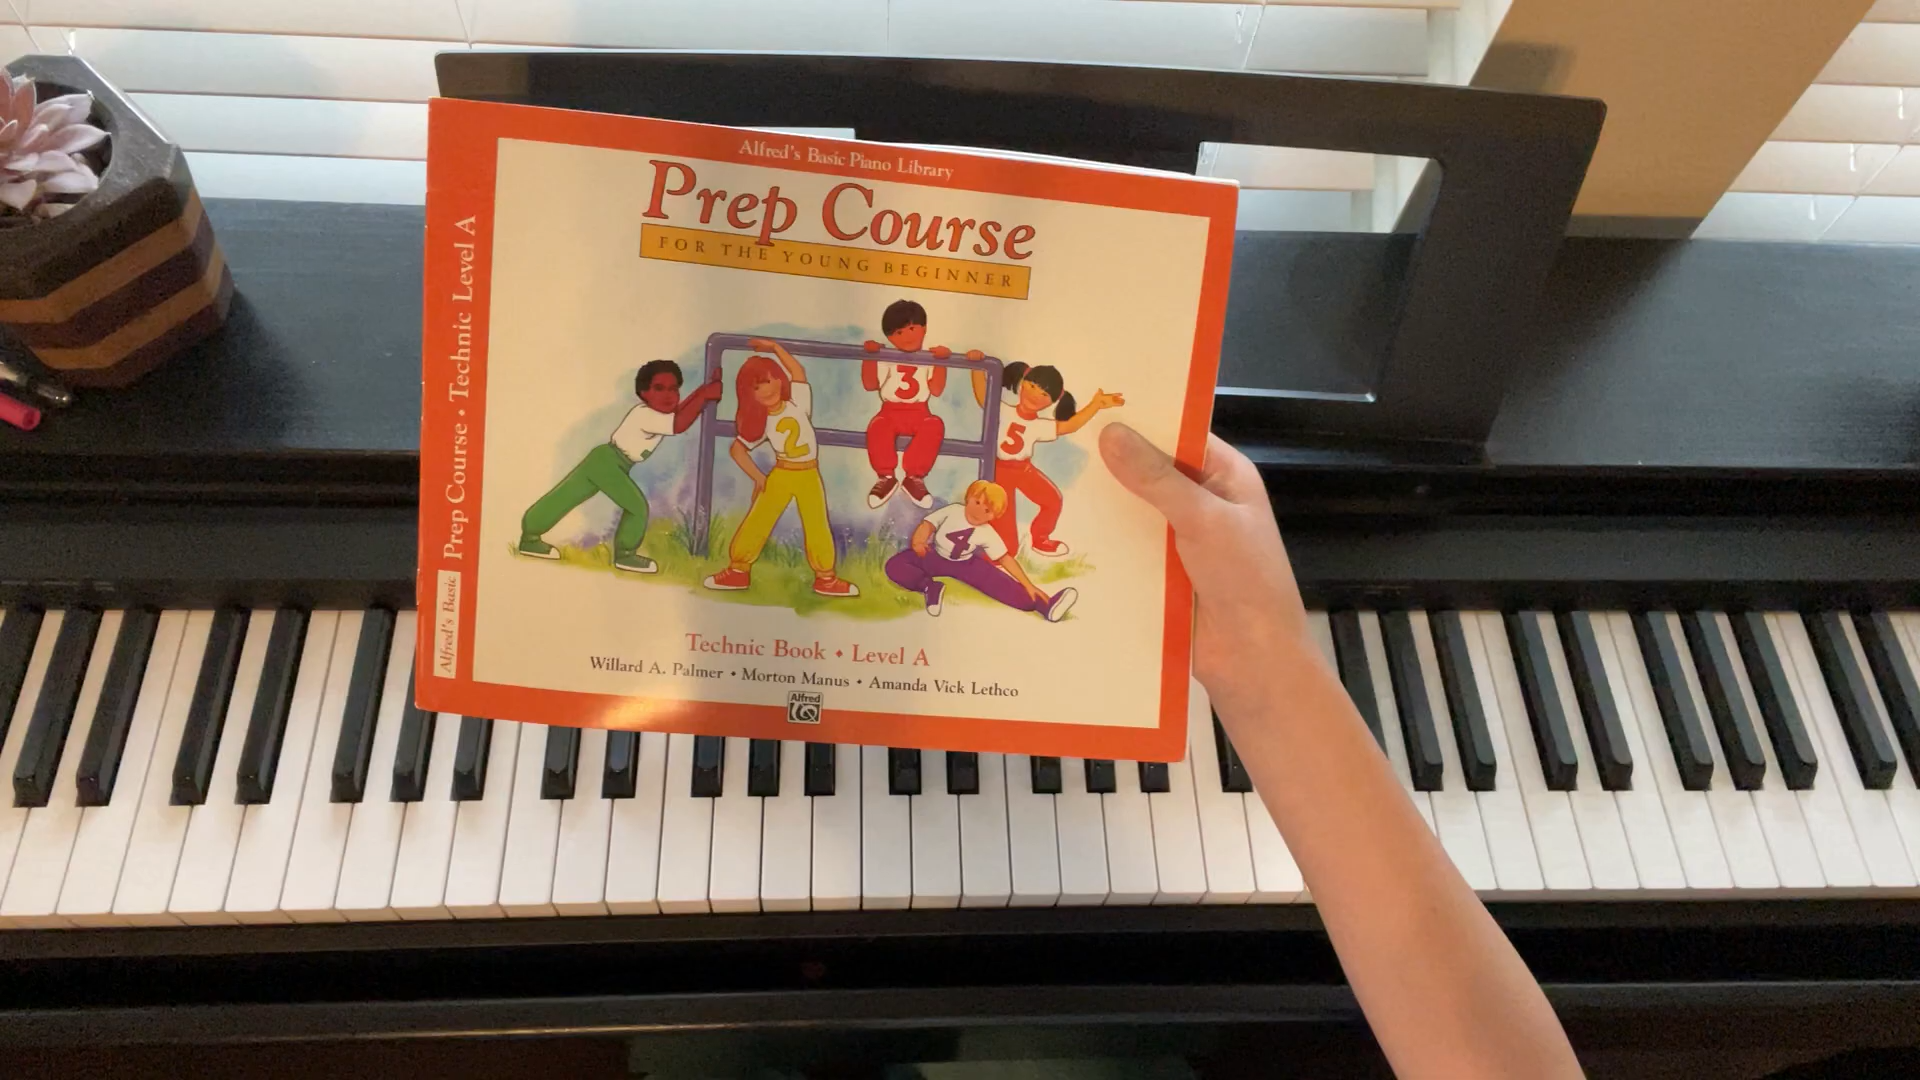 Alfred's Basic Piano Library
Prep Course
FOR THE YOUNG BEGINNER
Alfred's Basic Prep Course • Technic Level A
3
2
5
4
Technic Book ♦ Level A
Willard A. Palmer • Morton Manus • Amanda Vick Lethco
Alfred